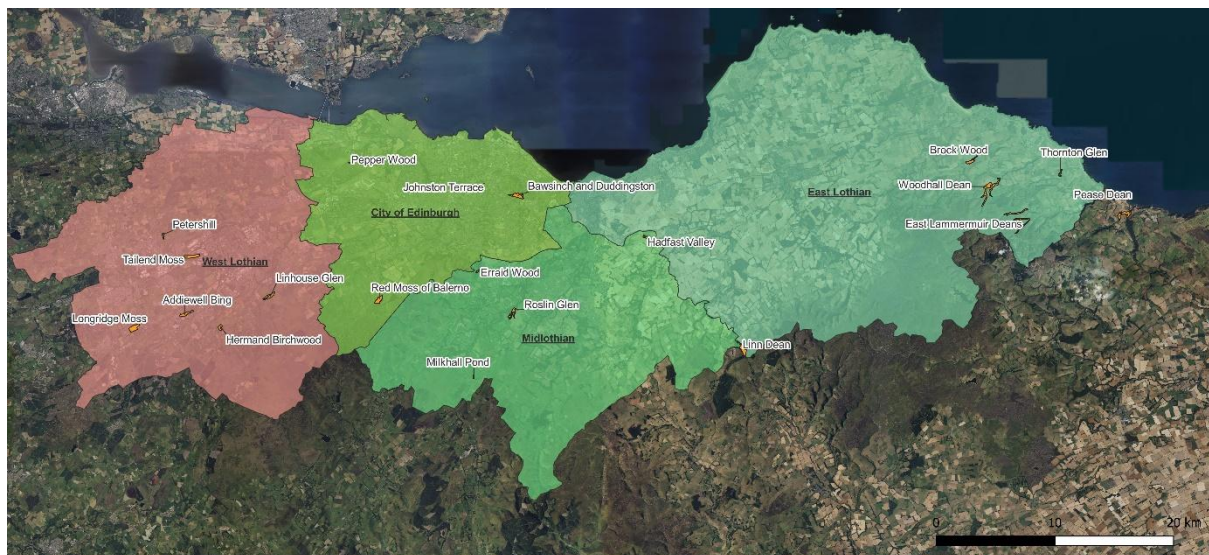 Brock Wood
Thornton Glen
Pepper Wood
Johnston Terrace
Bawsinch and Duddingston
Woodhall Dean
East Lothian
Pease Dean
City of Edinburgh
Petershill
East Lammermuir Deans
Hadfast Valley
Tailend Moss
West Lothian
Erraid Wood
Linhouse Glen
Red Moss of Balerno
Addiewell Bing
Roslin Glen
Longridge Moss
Hermand Birchwood
Midlothian
Linn Dean
Milkhall Pond
0 10 20 km